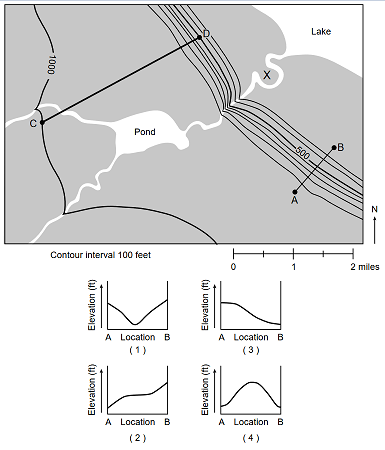 Lake
D
1000
X
C
Pond
500
B
A
N
Contour interval 100 feet
0 1 2 miles
Elevation (ft)
A Location B
( 1 )
Elevation (ft)
A Location B
( 3 )
Elevation (ft)
A Location B
( 2 )
Elevation (ft)
A Location B
( 4 )